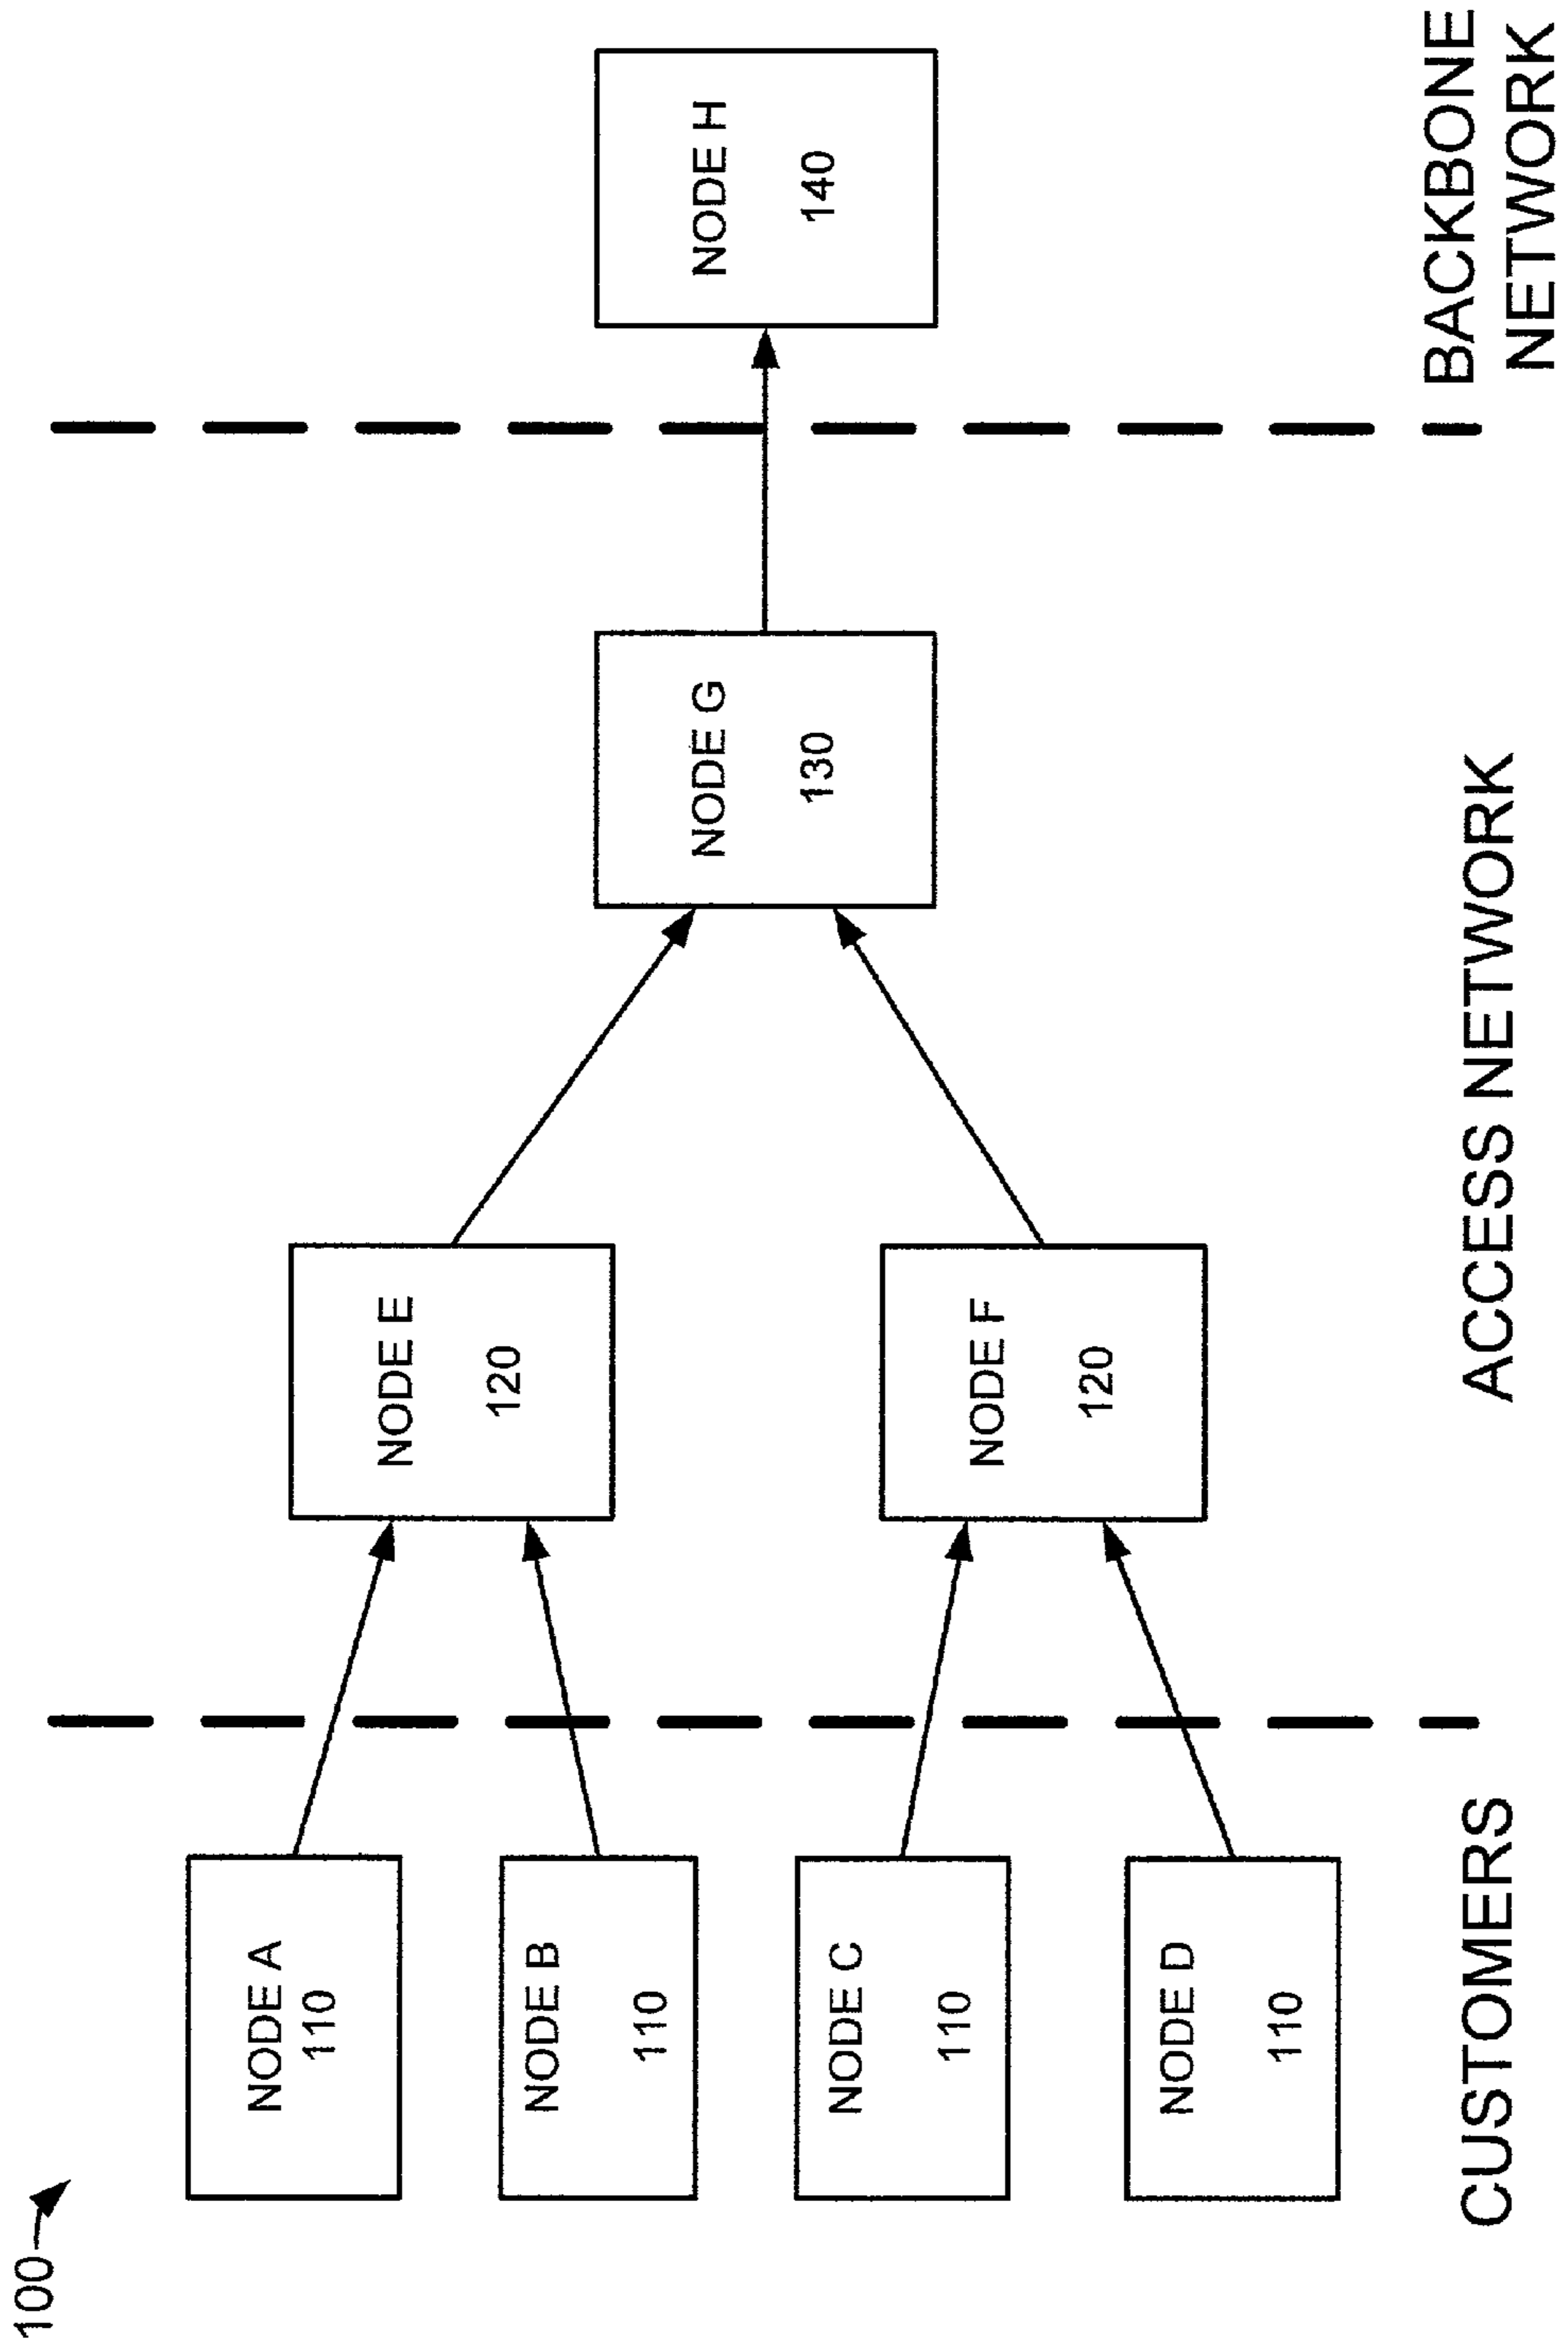 100
NODE A
110
NODE B
110
NODE C
110
NODE D
110
NODE E
120
NODE F
120
NODE G
130
NODE H
140
CUSTOMERS
ACCESS NETWORK
BACKBONE
NETWORK